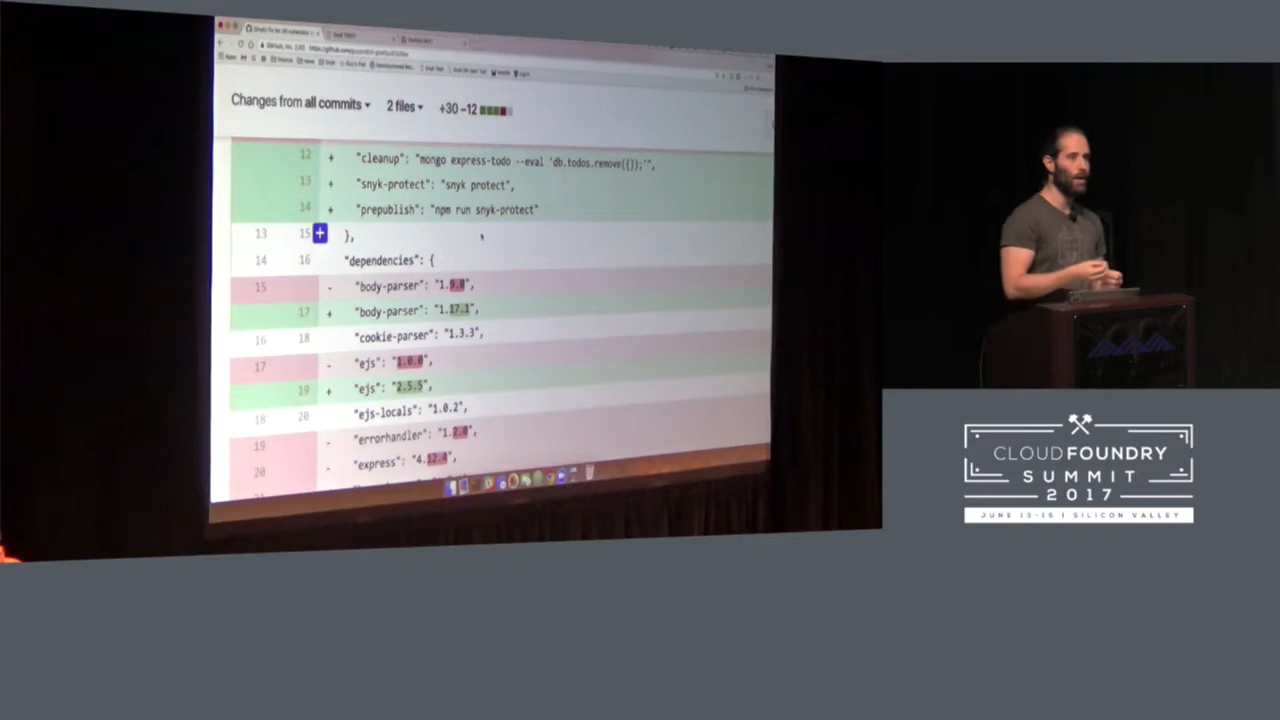 Changes from all commits 2 files +30 −12
12 + "cleanup": "mongo express-todo --eval 'db.todos.remove({});'",
13 + "snyk-protect": "snyk protect",
14 + "prepublish": "npm run snyk-protect"
13 15 + },
14 16 "dependencies": {
15 - "body-parser": "1.9.0",
17 + "body-parser": "1.17.1",
16 18 "cookie-parser": "1.3.3",
17 - "ejs": "1.0.0",
19 + "ejs": "2.5.5",
18 20 "ejs-locals": "1.0.2",
19 - "errorhandler": "1.2.0",
20 - "express": "4.12.4",
CLOUDFOUNDRY
SUMMIT
2017
JUNE 13-15 | SILICON VALLEY